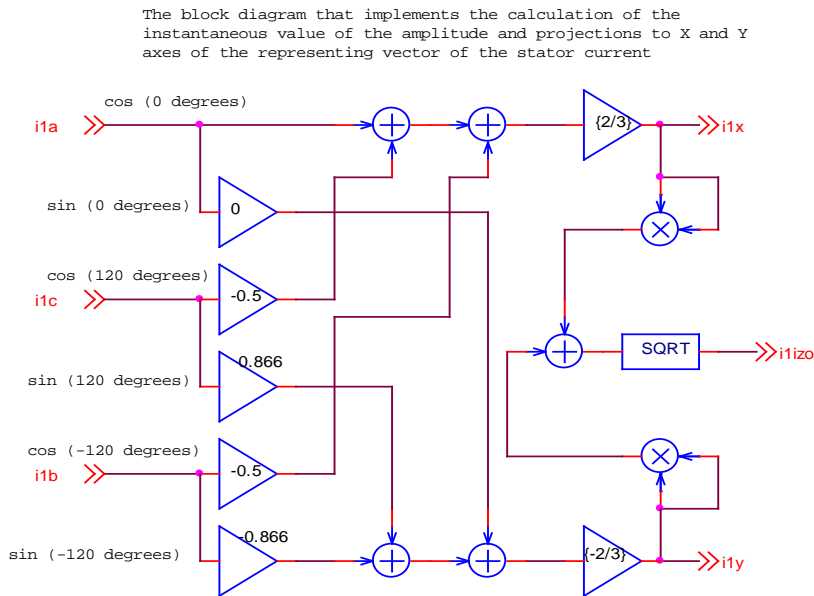 The block diagram that implements the calculation of the
instantaneous value of the amplitude and projections to X and Y
axes of the representing vector of the stator current
cos (0 degrees)
i1a
{2/3}
i1x
sin (0 degrees)
0
cos (120 degrees)
i1c
-0.5
SQRT
i1izo
0.866
sin (120 degrees)
cos (-120 degrees)
i1b
-0.5
-0.866
sin (-120 degrees)
{-2/3}
i1y